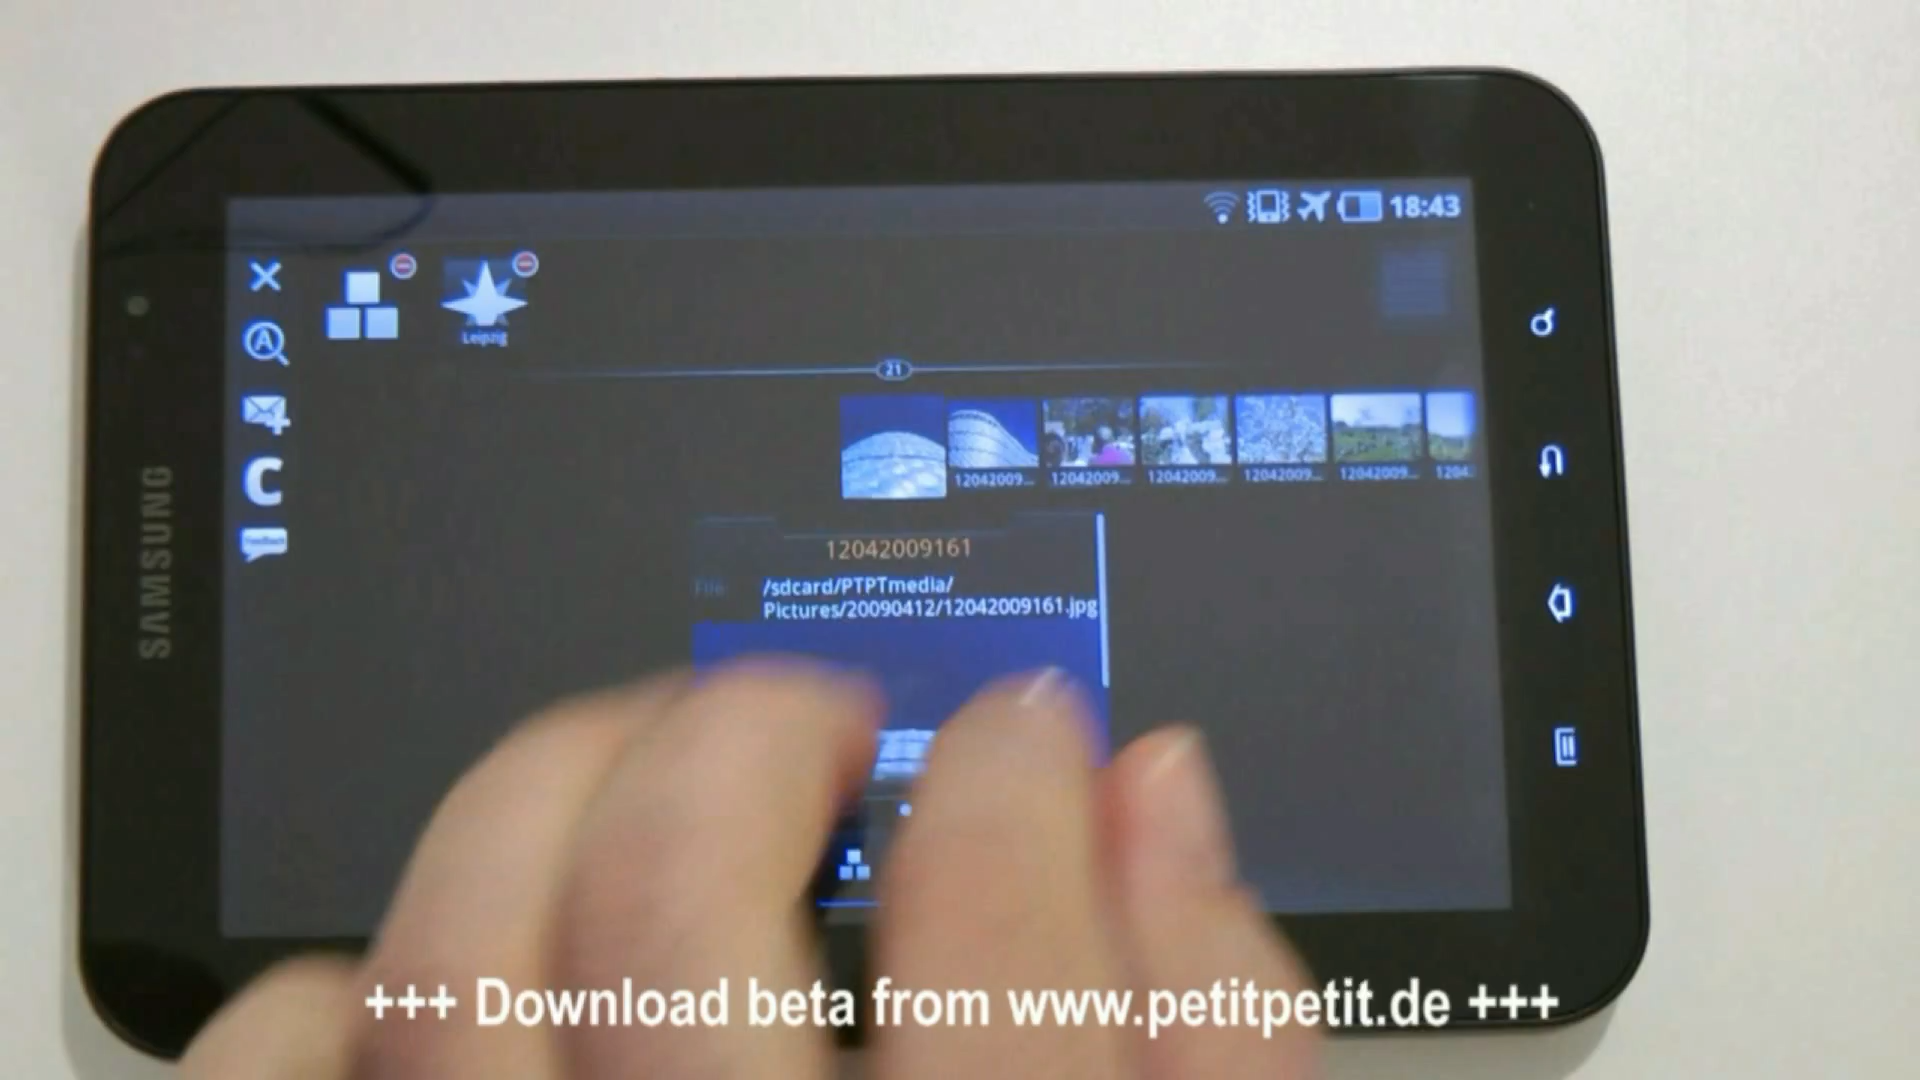 18:43
A
Leipzig
21
12042009...
12042009...
12042009...
12042009...
12042009...
1204
C
Feedback
SAMSUNG
12042009161
File
/sdcard/PTPTmedia/
Pictures/20090412/12042009161.jpg
+++ Download beta from www.petitpetit.de +++